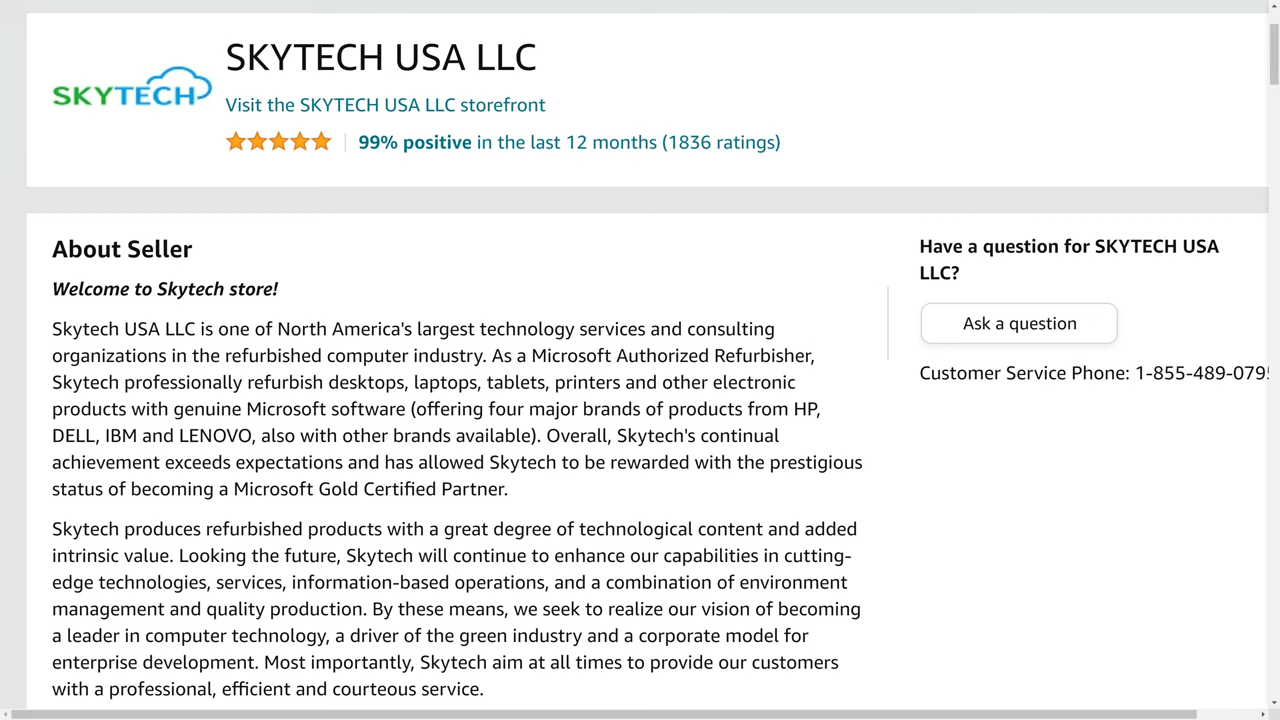 SKYTECH
SKYTECH USA LLC
Visit the SKYTECH USA LLC storefront
99% positive in the last 12 months (1836 ratings)
About Seller
Welcome to Skytech store!
Skytech USA LLC is one of North America's largest technology services and consulting
organizations in the refurbished computer industry. As a Microsoft Authorized Refurbisher,
Skytech professionally refurbish desktops, laptops, tablets, printers and other electronic
products with genuine Microsoft software (offering four major brands of products from HP,
DELL, IBM and LENOVO, also with other brands available). Overall, Skytech's continual
achievement exceeds expectations and has allowed Skytech to be rewarded with the prestigious
status of becoming a Microsoft Gold Certified Partner.
Skytech produces refurbished products with a great degree of technological content and added
intrinsic value. Looking the future, Skytech will continue to enhance our capabilities in cutting-
edge technologies, services, information-based operations, and a combination of environment
management and quality production. By these means, we seek to realize our vision of becoming
a leader in computer technology, a driver of the green industry and a corporate model for
enterprise development. Most importantly, Skytech aim at all times to provide our customers
with a professional, efficient and courteous service.
Have a question for SKYTECH USA
LLC?
Ask a question
Customer Service Phone: 1-855-489-0795